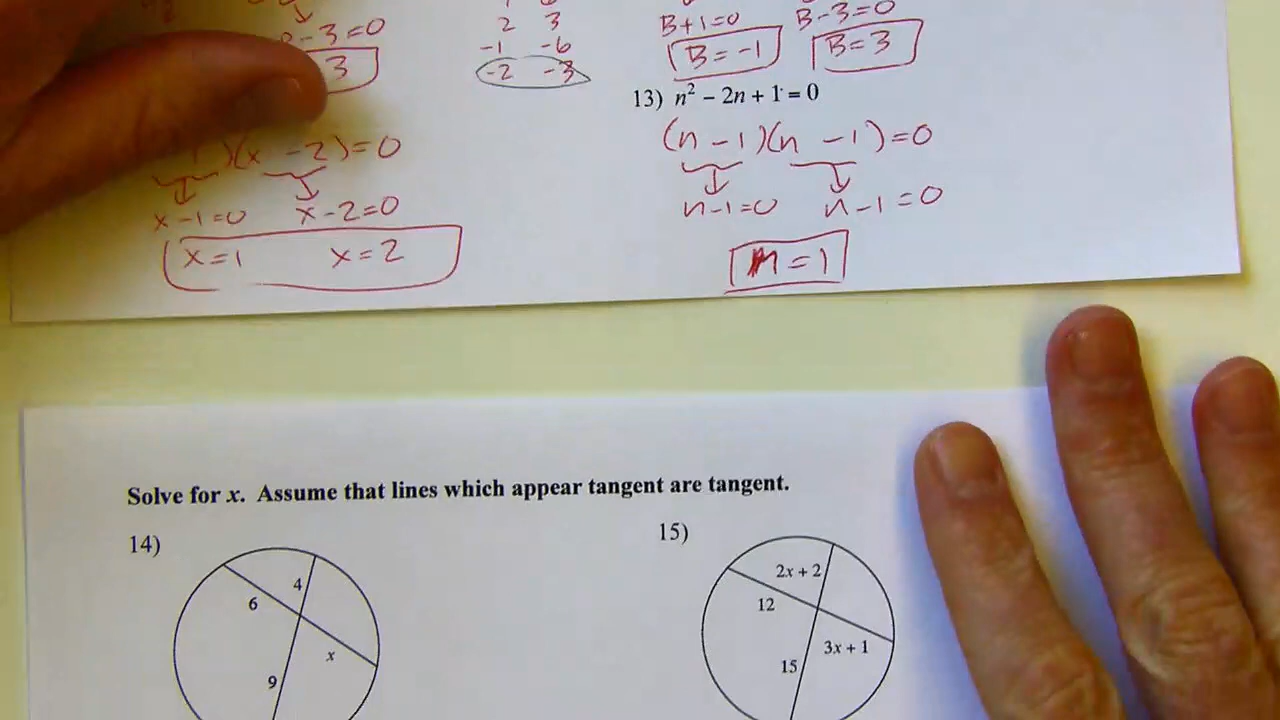 -3=0
3
2 3
-1 -6
-2 -3
B+1=0 B-3=0
B=-1 B=3
13) n² − 2n + 1 = 0
)(x -2)=0
(n -1)(n -1)=0
x-1=0 x-2=0
n-1=0 n-1=0
x=1 x=2
n=1
Solve for x. Assume that lines which appear tangent are tangent.
14)
4
6
x
9
15)
2x + 2
12
3x + 1
15